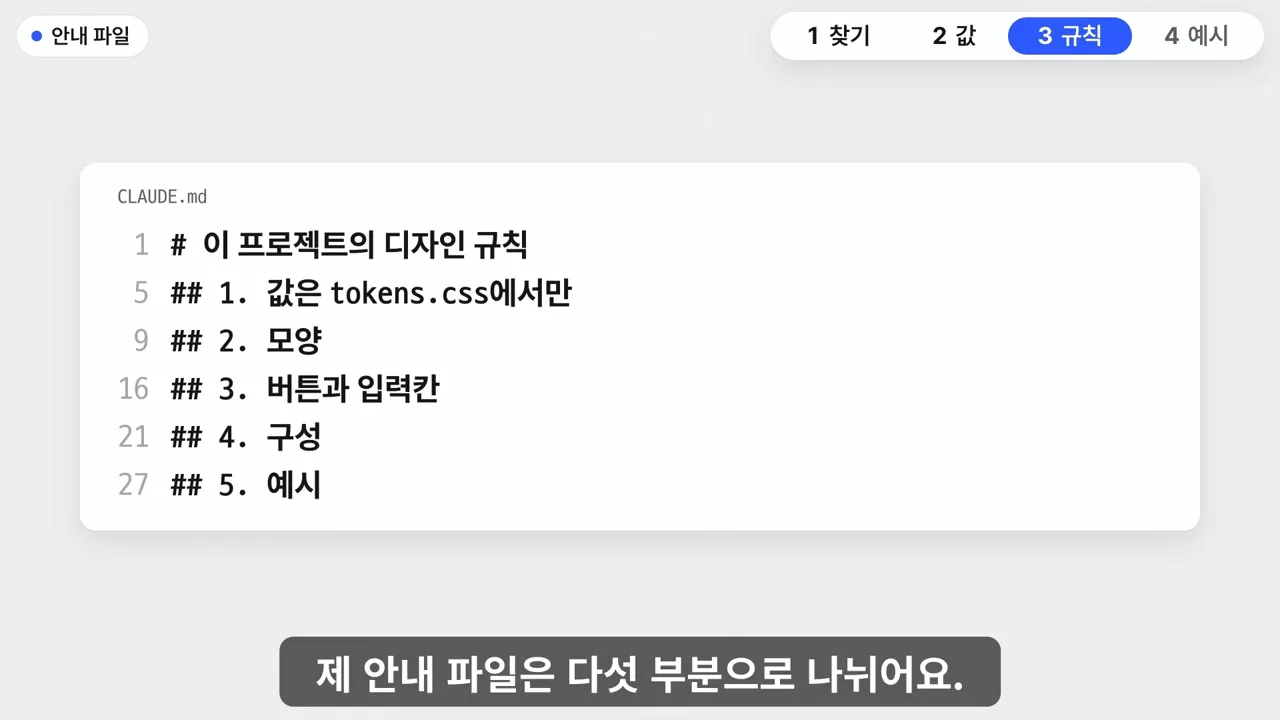 안내 파일
1 찾기 2 값 3 규칙 4 예시
CLAUDE.md
1 # 이 프로젝트의 디자인 규칙
5 ## 1. 값은 tokens.css에서만
9 ## 2. 모양
16 ## 3. 버튼과 입력칸
21 ## 4. 구성
27 ## 5. 예시
제 안내 파일은 다섯 부분으로 나뉘어요.